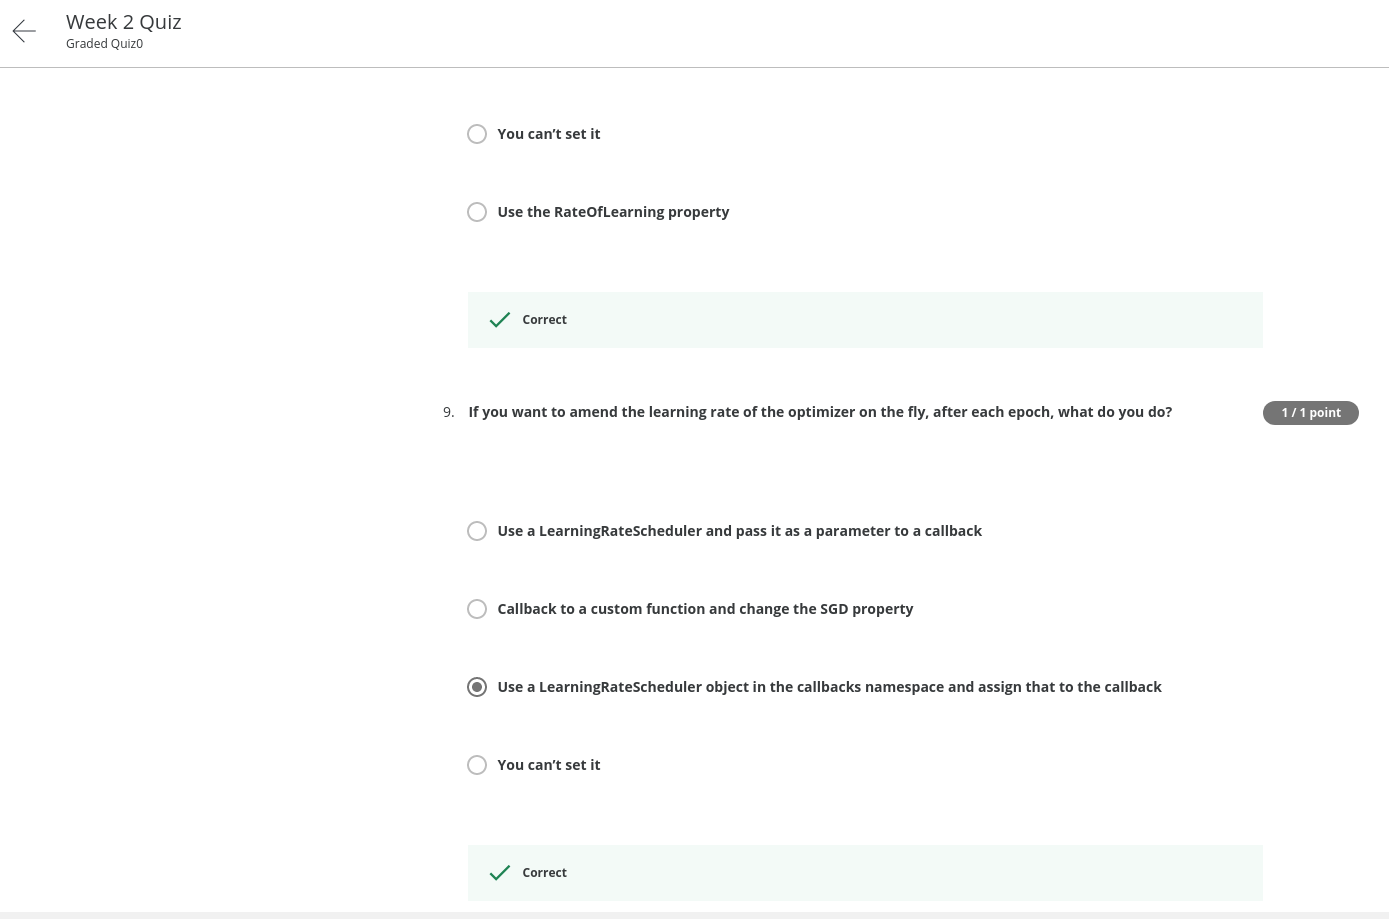 Week 2 Quiz
Graded Quiz0
You can’t set it
Use the RateOfLearning property
Correct
9. If you want to amend the learning rate of the optimizer on the fly, after each epoch, what do you do?
1 / 1 point
Use a LearningRateScheduler and pass it as a parameter to a callback
Callback to a custom function and change the SGD property
Use a LearningRateScheduler object in the callbacks namespace and assign that to the callback
You can’t set it
Correct